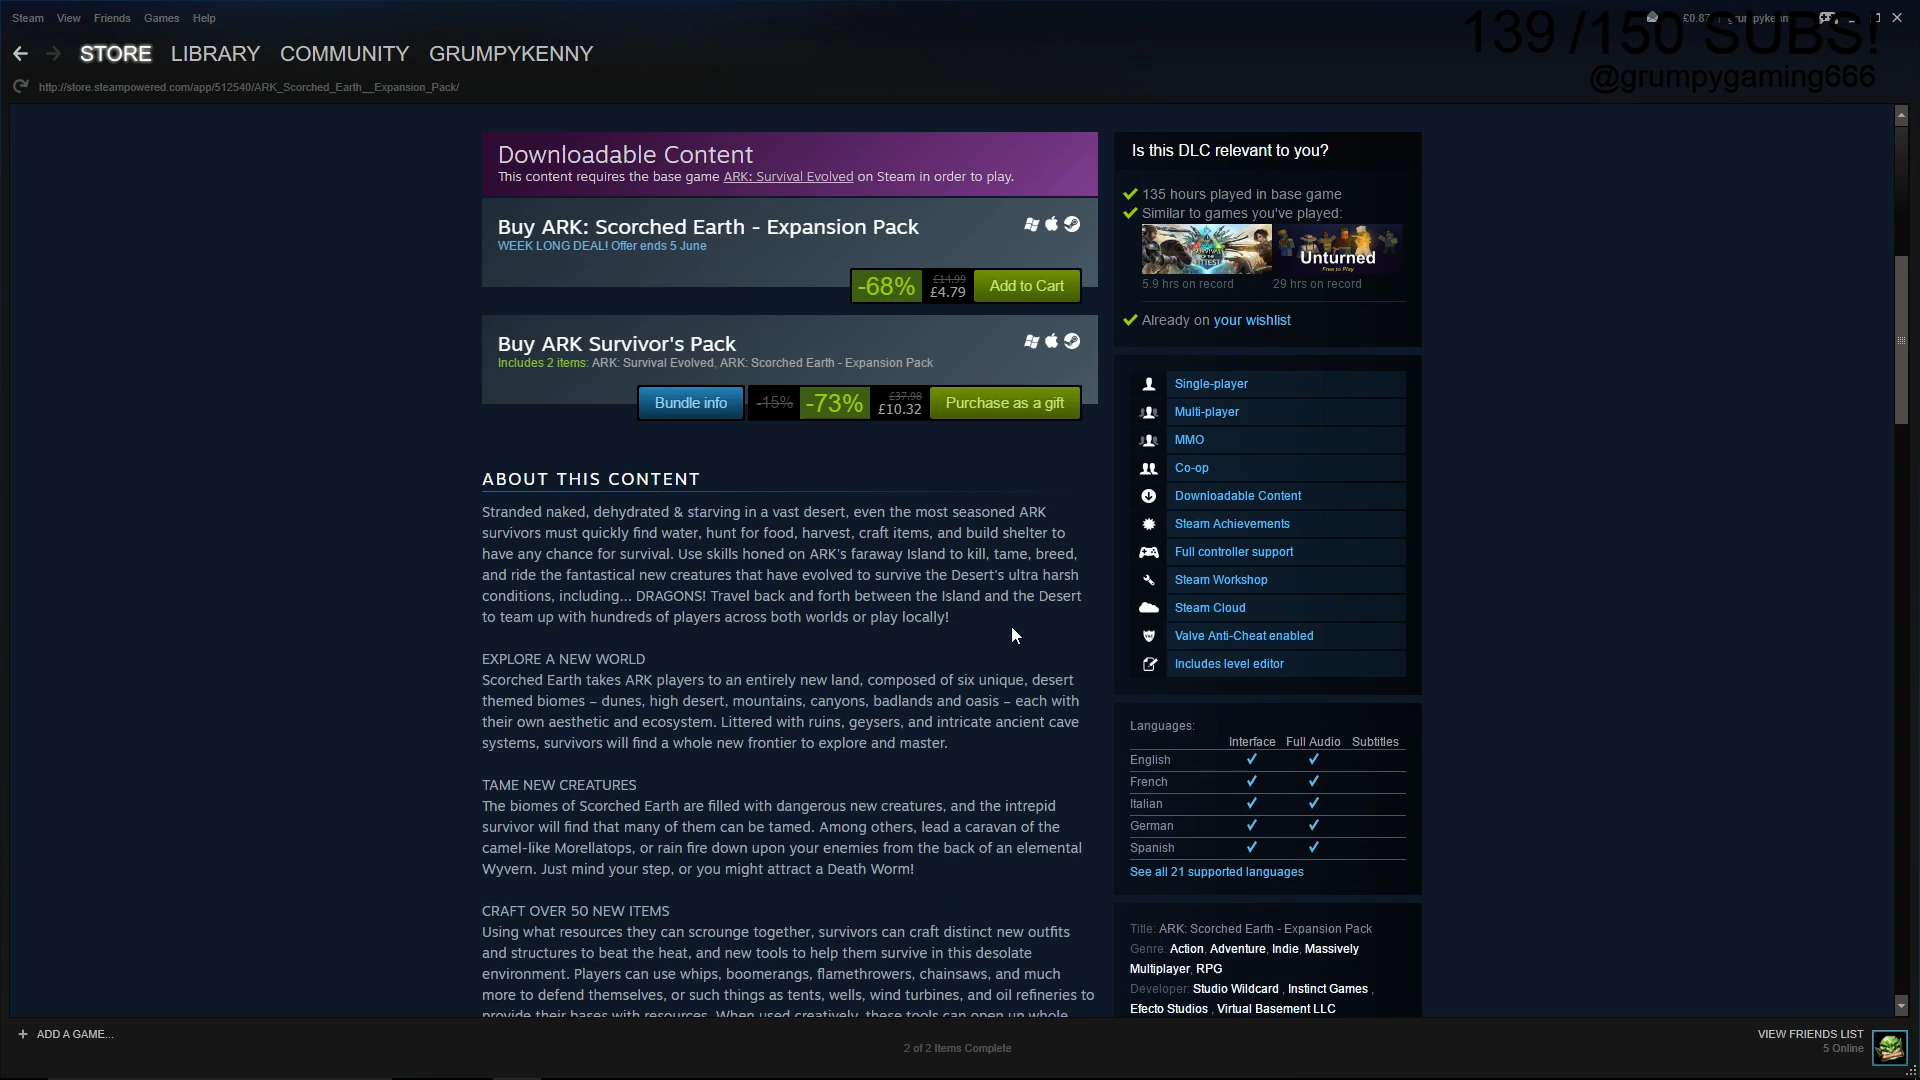 Steam View Friends Games Help
£0.87
139 /150 SUBS!
@grumpygaming666
STORE LIBRARY COMMUNITY GRUMPYKENNY
http://store.steampowered.com/app/512540/ARK_Scorched_Earth__Expansion_Pack/
Downloadable Content
This content requires the base game ARK: Survival Evolved on Steam in order to play.
Buy ARK: Scorched Earth - Expansion Pack
WEEK LONG DEAL! Offer ends 5 June
-68% £14.99 £4.79 Add to Cart
Buy ARK Survivor's Pack
Includes 2 items: ARK: Survival Evolved, ARK: Scorched Earth - Expansion Pack
Bundle info -15% -73% £37.98 £10.32 Purchase as a gift
ABOUT THIS CONTENT
Stranded naked, dehydrated & starving in a vast desert, even the most seasoned ARK
survivors must quickly find water, hunt for food, harvest, craft items, and build shelter to
have any chance for survival. Use skills honed on ARK's faraway Island to kill, tame, breed,
and ride the fantastical new creatures that have evolved to survive the Desert's ultra harsh
conditions, including... DRAGONS! Travel back and forth between the Island and the Desert
to team up with hundreds of players across both worlds or play locally!
EXPLORE A NEW WORLD
Scorched Earth takes ARK players to an entirely new land, composed of six unique, desert
themed biomes – dunes, high desert, mountains, canyons, badlands and oasis – each with
their own aesthetic and ecosystem. Littered with ruins, geysers, and intricate ancient cave
systems, survivors will find a whole new frontier to explore and master.
TAME NEW CREATURES
The biomes of Scorched Earth are filled with dangerous new creatures, and the intrepid
survivor will find that many of them can be tamed. Among others, lead a caravan of the
camel-like Morellatops, or rain fire down upon your enemies from the back of an elemental
Wyvern. Just mind your step, or you might attract a Death Worm!
CRAFT OVER 50 NEW ITEMS
Using what resources they can scrounge together, survivors can craft distinct new outfits
and structures to beat the heat, and new tools to help them survive in this desolate
environment. Players can use whips, boomerangs, flamethrowers, chainsaws, and much
more to defend themselves, or such things as tents, wells, wind turbines, and oil refineries to
provide their bases with resources. When used creatively, these tools can open up whole
Is this DLC relevant to you?
135 hours played in base game
Similar to games you've played:
Unturned
Free to Play
5.9 hrs on record 29 hrs on record
Already on your wishlist
Single-player
Multi-player
MMO
Co-op
Downloadable Content
Steam Achievements
Full controller support
Steam Workshop
Steam Cloud
Valve Anti-Cheat enabled
Includes level editor
Languages:
Interface Full Audio Subtitles
English
French
Italian
German
Spanish
See all 21 supported languages
Title: ARK: Scorched Earth - Expansion Pack
Genre: Action, Adventure, Indie, Massively
Multiplayer, RPG
Developer: Studio Wildcard , Instinct Games ,
Efecto Studios , Virtual Basement LLC
ADD A GAME...
2 of 2 Items Complete
VIEW FRIENDS LIST
5 Online